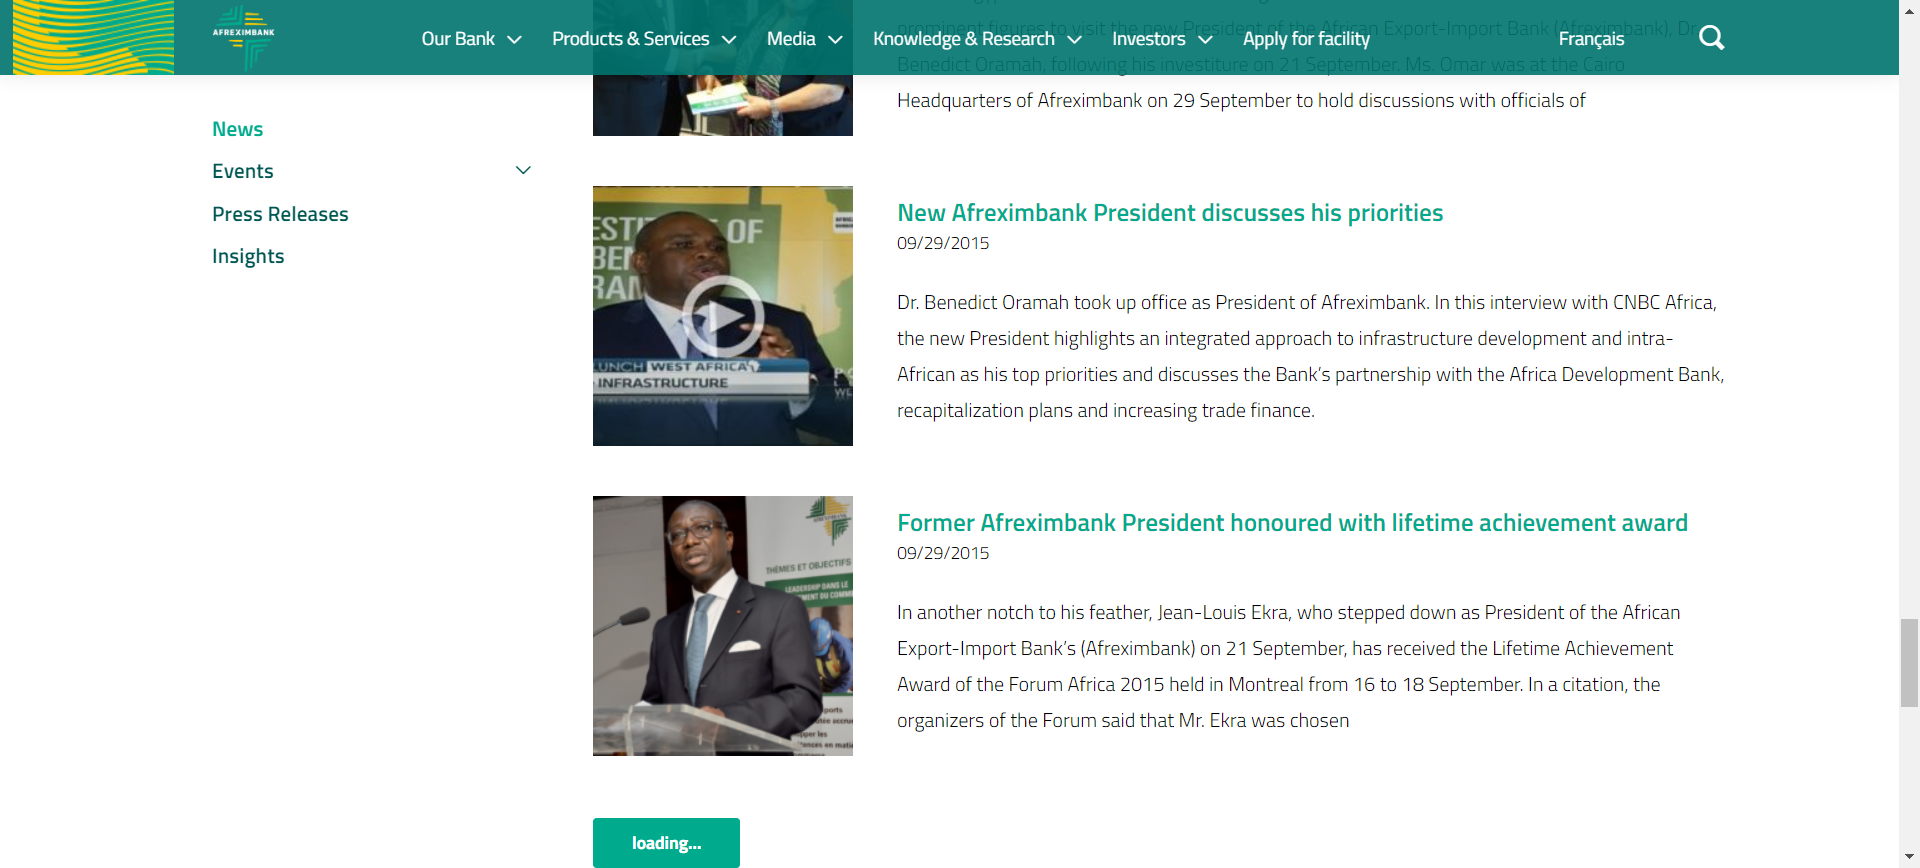 AFREXIMBANK
Our Bank
Products & Services
Media
Knowledge & Research
Investors
Apply for facility
Français
prominent figures to visit the new President of the African Export-Import Bank (Afreximbank), Dr.
Benedict Oramah, following his investiture on 21 September. Ms. Omar was at the Cairo
Headquarters of Afreximbank on 29 September to hold discussions with officials of
News
Events
Press Releases
Insights
OF
LUNCH WEST AFRICA
INFRASTRUCTURE
New Afreximbank President discusses his priorities
09/29/2015
Dr. Benedict Oramah took up office as President of Afreximbank. In this interview with CNBC Africa,
the new President highlights an integrated approach to infrastructure development and intra-
African as his top priorities and discusses the Bank’s partnership with the Africa Development Bank,
recapitalization plans and increasing trade finance.
AFREXIMBANK
THÈMES ET OBJECTIFS
LEADERSHIP DANS LE
Former Afreximbank President honoured with lifetime achievement award
09/29/2015
In another notch to his feather, Jean-Louis Ekra, who stepped down as President of the African
Export-Import Bank’s (Afreximbank) on 21 September, has received the Lifetime Achievement
Award of the Forum Africa 2015 held in Montreal from 16 to 18 September. In a citation, the
organizers of the Forum said that Mr. Ekra was chosen
loading...